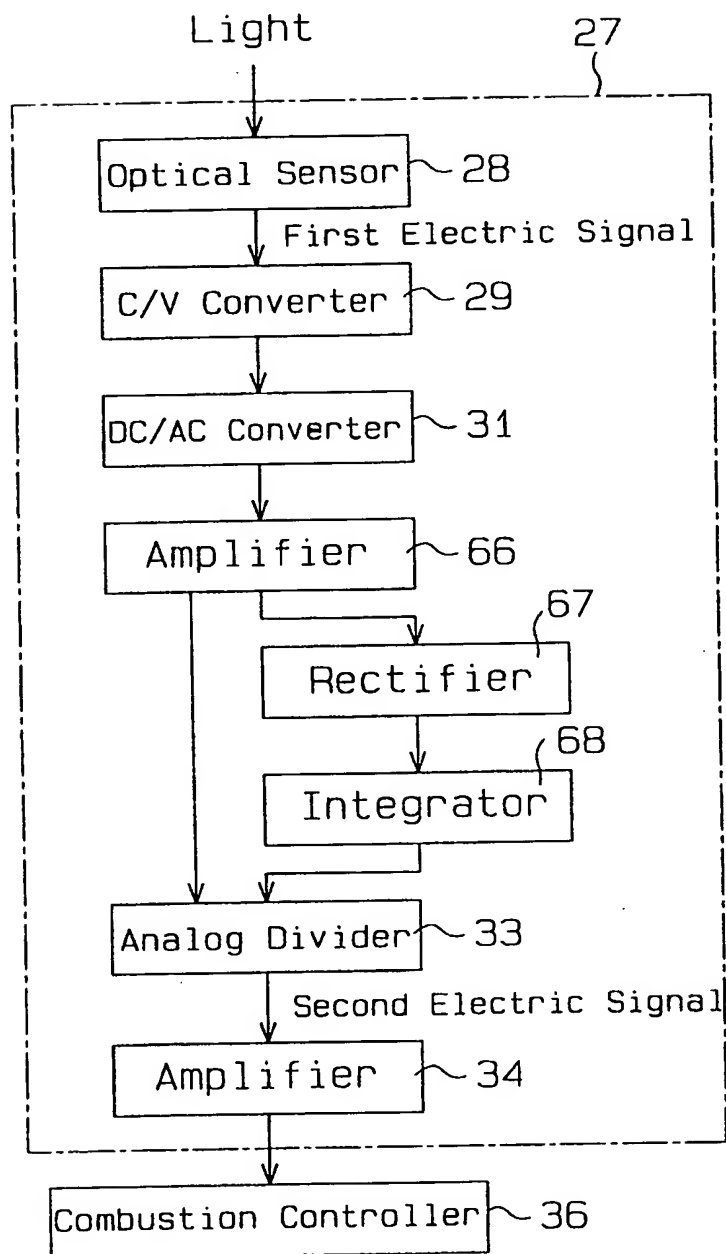 Light
27
Optical Sensor
28
First Electric Signal
C/V Converter
29
DC/AC Converter
31
Amplifier
66
67
Rectifier
68
Integrator
Analog Divider
33
Second Electric Signal
Amplifier
34
Combustion Controller
36